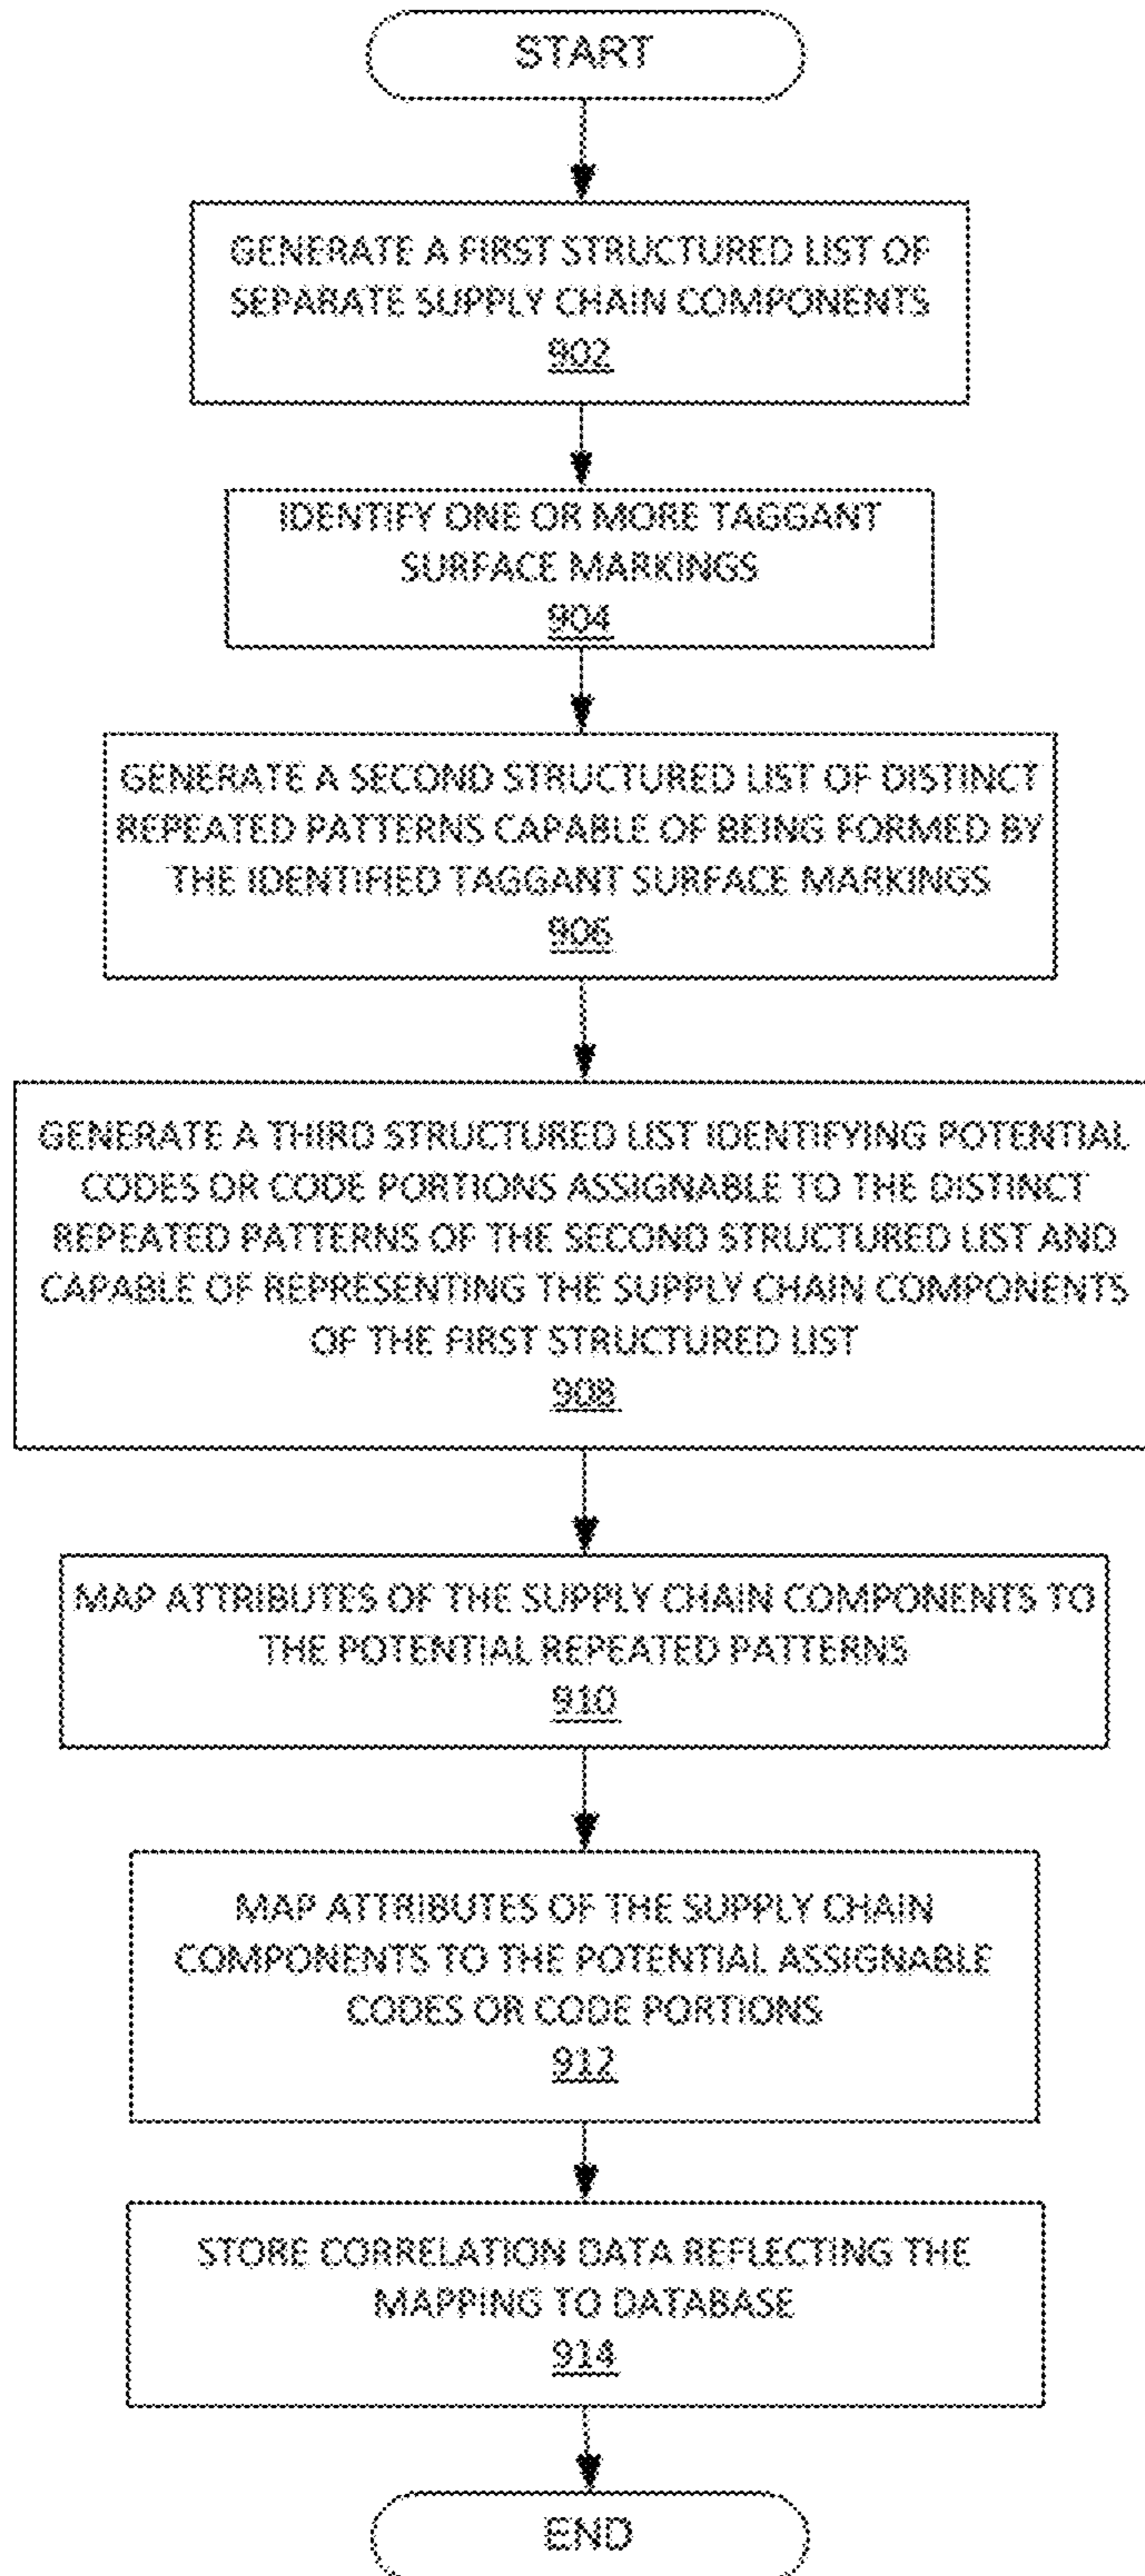 START
GENERATE A FIRST STRUCTURED LIST OF
SEPARATE SUPPLY CHAIN COMPONENTS
902
IDENTIFY ONE OR MORE TAGGANT
SURFACE MARKINGS
904
GENERATE A SECOND STRUCTURED LIST OF DISTINCT
REPEATED PATTERNS CAPABLE OF BEING FORMED BY
THE IDENTIFIED TAGGANT SURFACE MARKINGS
906
GENERATE A THIRD STRUCTURED LIST IDENTIFYING POTENTIAL
CODES OR CODE PORTIONS ASSIGNABLE TO THE DISTINCT
REPEATED PATTERNS OF THE SECOND STRUCTURED LIST AND
CAPABLE OF REPRESENTING THE SUPPLY CHAIN COMPONENTS
OF THE FIRST STRUCTURED LIST
908
MAP ATTRIBUTES OF THE SUPPLY CHAIN COMPONENTS TO
THE POTENTIAL REPEATED PATTERNS
910
MAP ATTRIBUTES OF THE SUPPLY CHAIN
COMPONENTS TO THE POTENTIAL ASSIGNABLE
CODES OR CODE PORTIONS
912
STORE CORRELATION DATA REFLECTING THE
MAPPING TO DATABASE
914
END